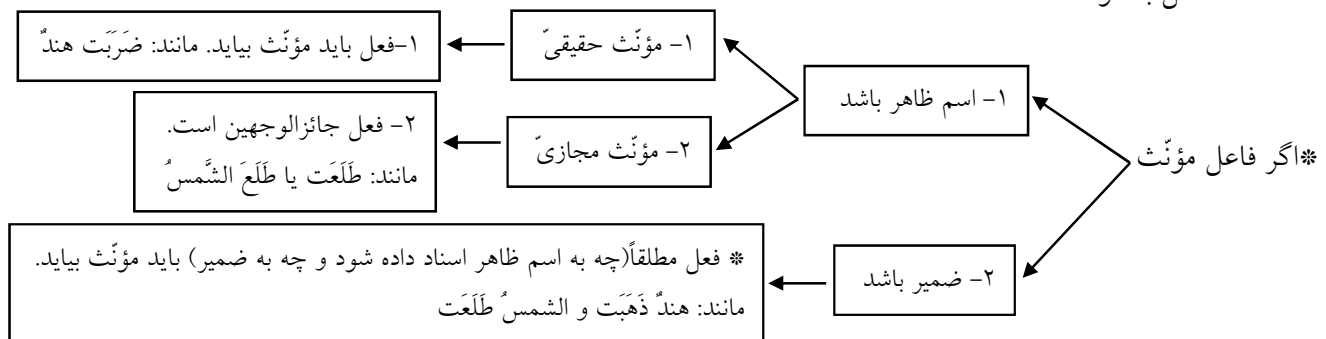 *اگر فاعل مؤنّث
۱- اسم ظاهر باشد
۱- مؤنّث حقیقیّ
۱-فعل باید مؤنّث بیاید. مانند: ضَرَبَت هندٌ
۲- مؤنّث مجازیّ
۲- فعل جائزالوجهین است.
مانند: طَلَعَت یا طَلَعَ الشَّمسُ
۲- ضمیر باشد
* فعل مطلقاً(چه به اسم ظاهر اسناد داده شود و چه به ضمیر) باید مؤنّث بیاید.
مانند: هندٌ ذَهَبَت و الشمسُ طَلَعَت